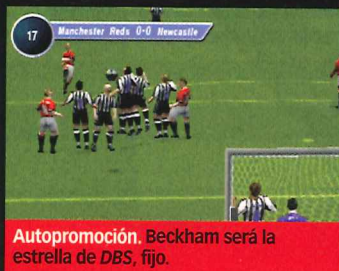 17
Manchester Reds 0-0 Newcastle
Autopromoción. Beckham será la
estrella de DBS, fijo.